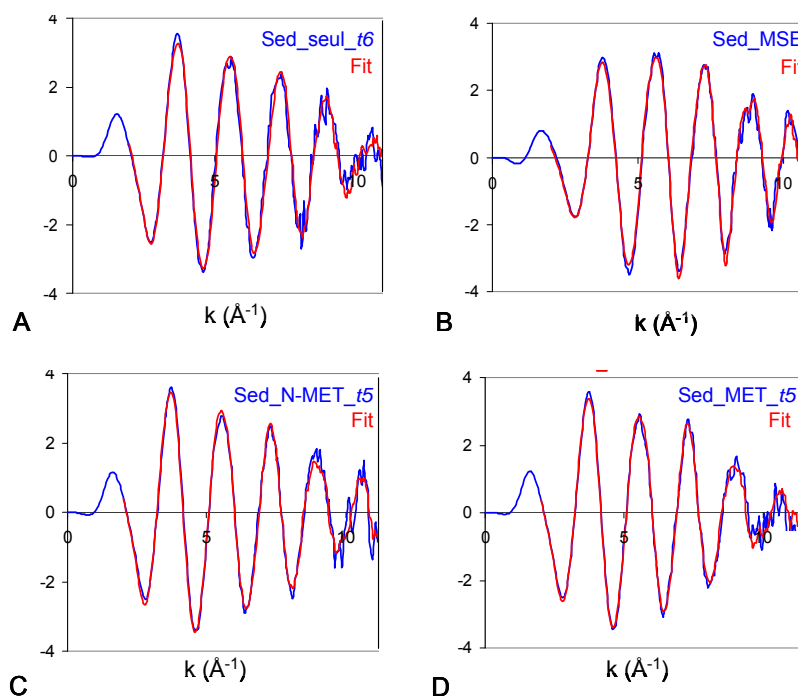 4
2
0
-2
-4
0
5
10
Sed_seul_t6
Fit
k (Å-1)
A
4
2
0
-2
-4
0
5
10
Sed_MSE
Fit
k (Å-1)
B
4
2
0
-2
-4
0
5
10
Sed_N-MET_t5
Fit
k (Å-1)
C
4
2
0
-2
-4
0
5
10
Sed_MET_t5
Fit
k (Å-1)
D